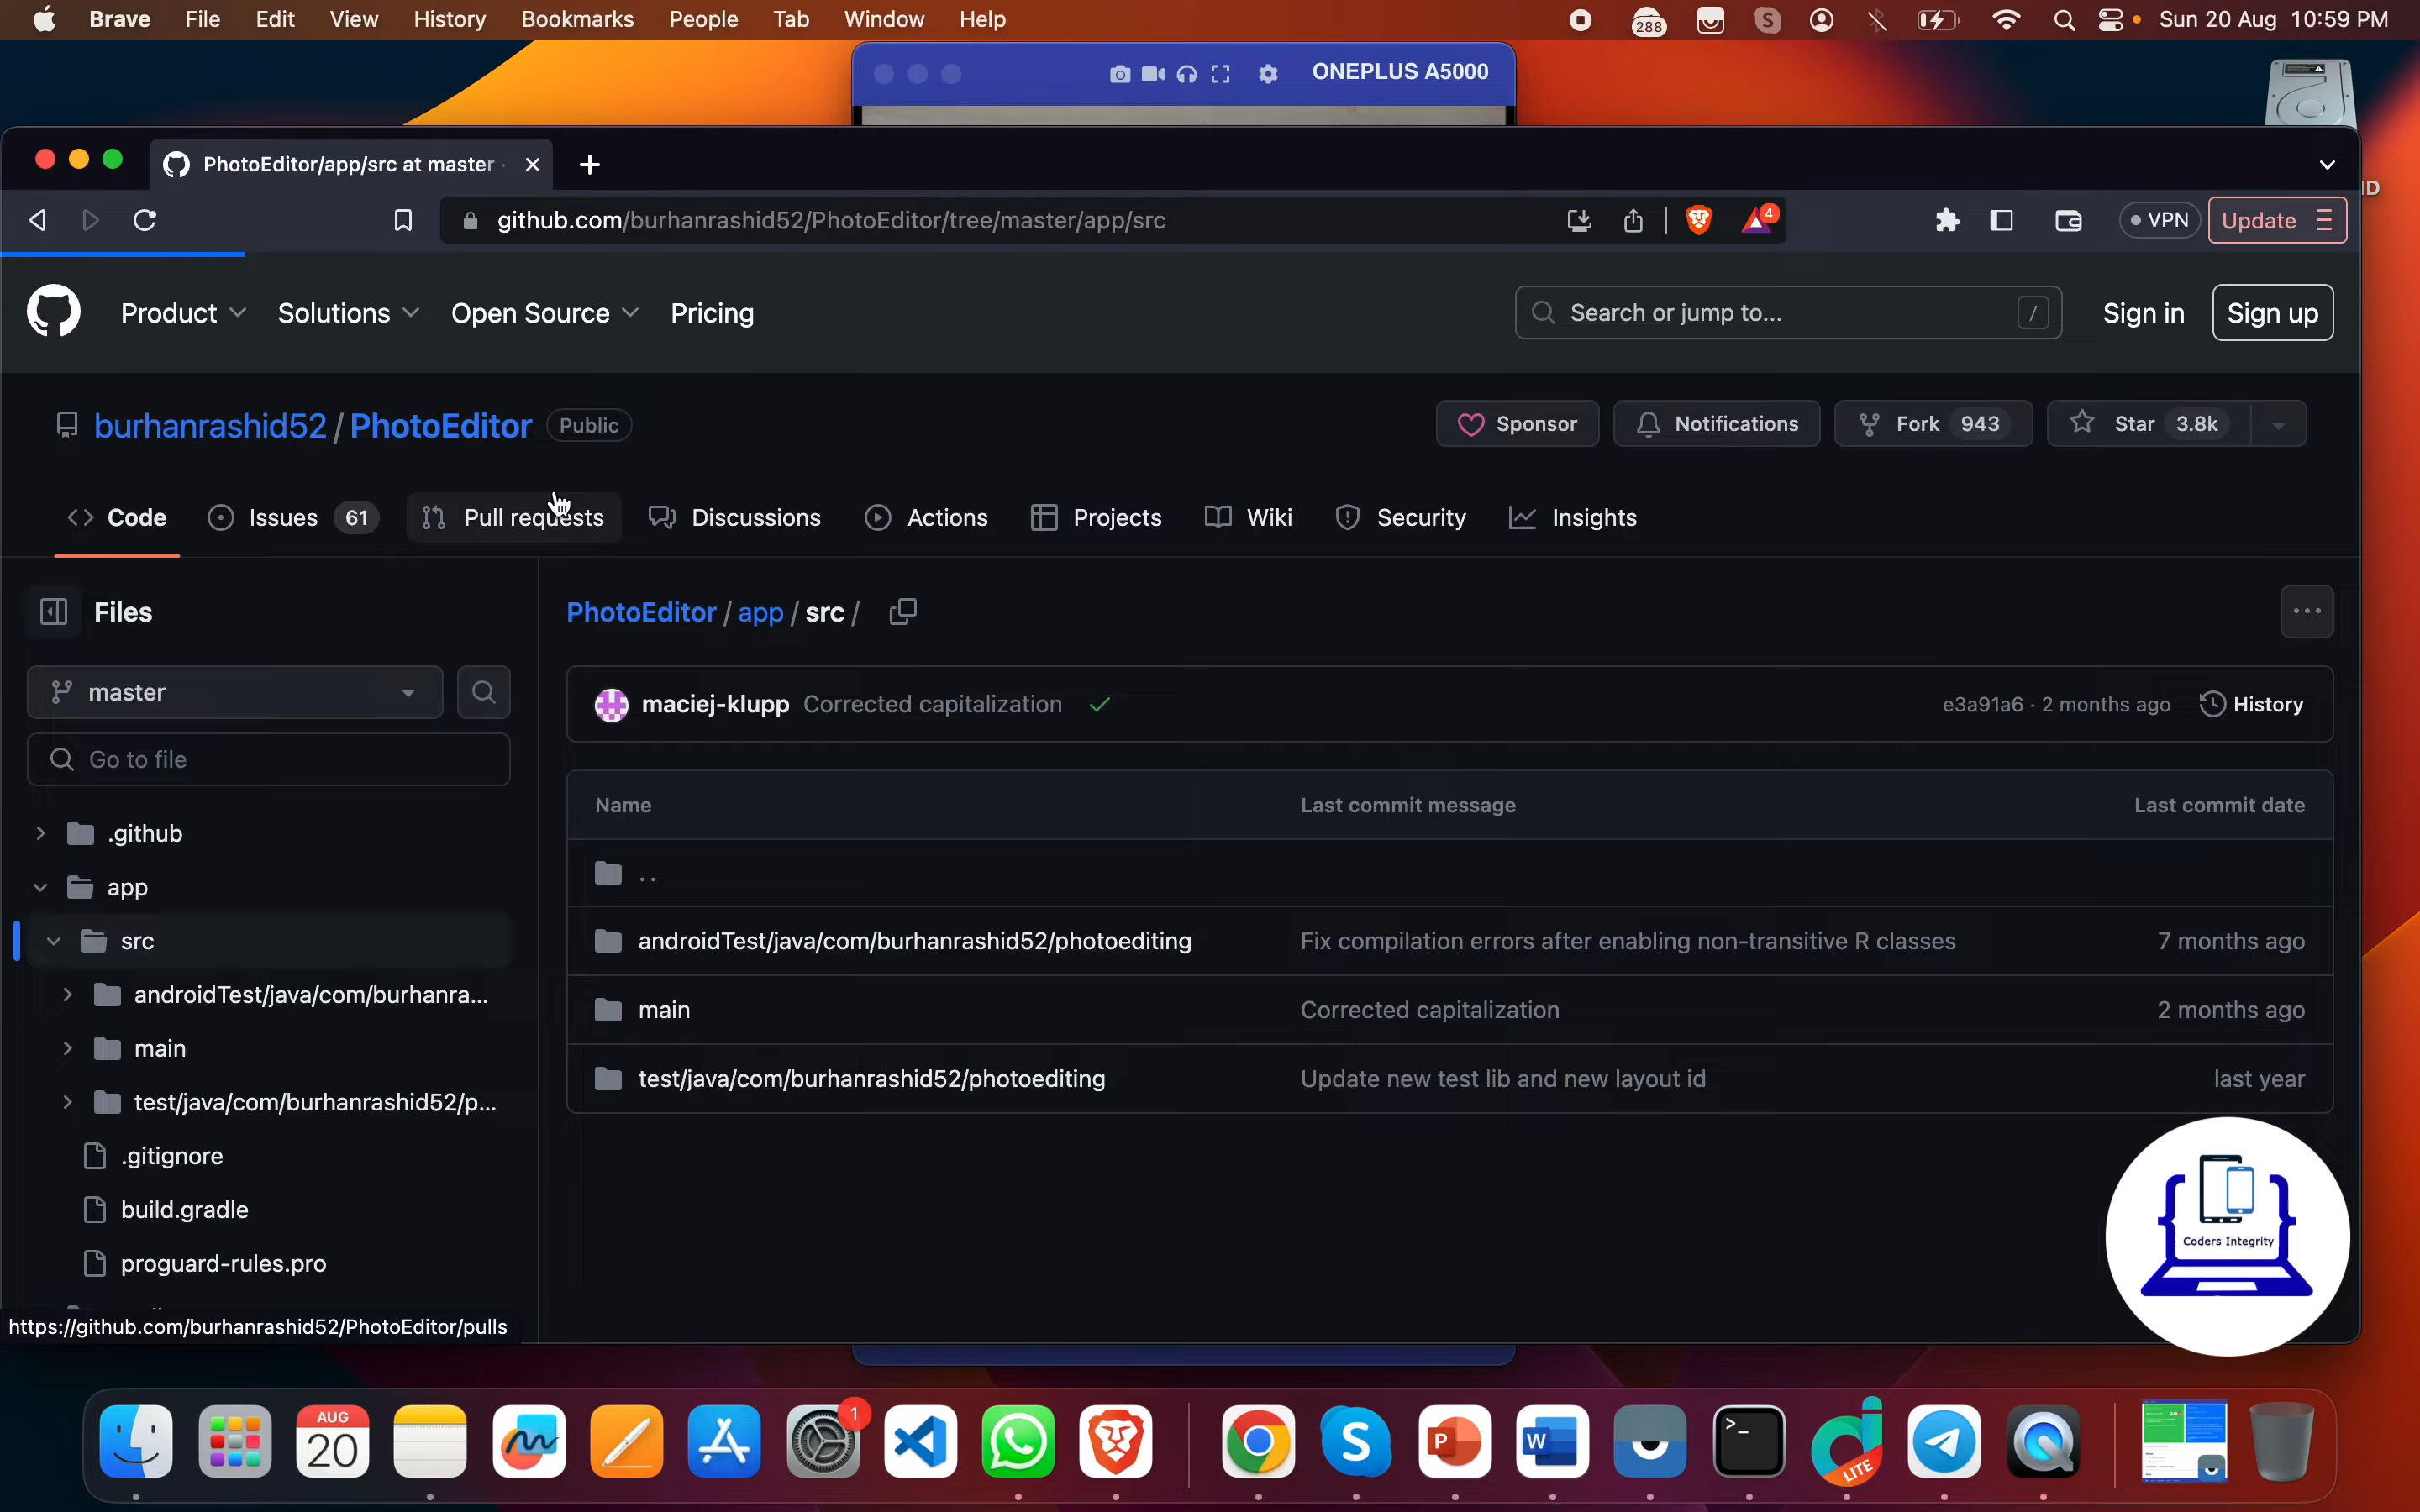 Brave File Edit View History Bookmarks People Tab Window Help 288 S Sun 20 Aug 10:59 PM
ONEPLUS A5000
PhotoEditor/app/src at master
github.com/burhanrashid52/PhotoEditor/tree/master/app/src 4 VPN Update
Product Solutions Open Source Pricing Search or jump to... / Sign in Sign up
burhanrashid52 / PhotoEditor Public Sponsor Notifications Fork 943 Star 3.8k
<> Code Issues 61 Pull requests Discussions Actions Projects Wiki Security Insights
Files PhotoEditor / app / src / ...
master
maciej-klupp Corrected capitalization e3a91a6 · 2 months ago History
Go to file
Name Last commit message Last commit date
.github
..
app
src androidTest/java/com/burhanrashid52/photoediting Fix compilation errors after enabling non-transitive R classes 7 months ago
androidTest/java/com/burhanra... main Corrected capitalization 2 months ago
main
test/java/com/burhanrashid52/p... test/java/com/burhanrashid52/photoediting Update new test lib and new layout id last year
.gitignore
build.gradle
proguard-rules.pro
Coders Integrity
https://github.com/burhanrashid52/PhotoEditor/pulls
AUG
20
1
S
P
W
>_
LITE